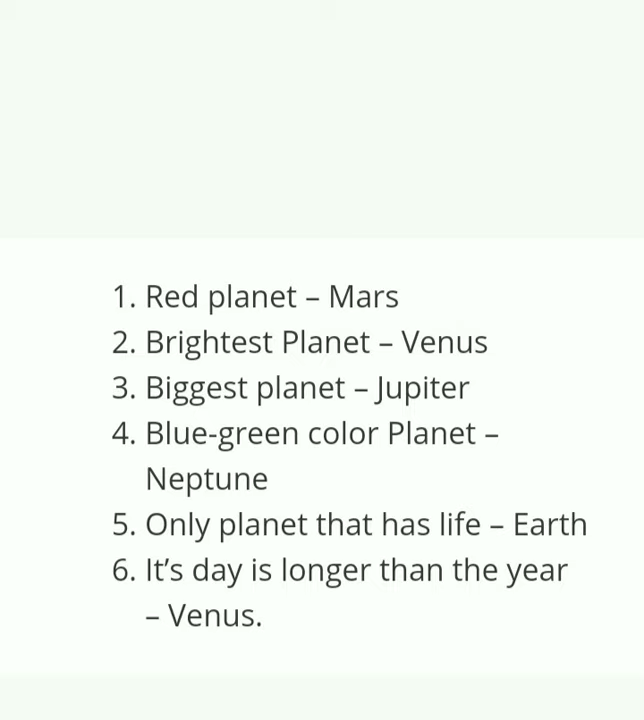 1. Red planet – Mars
2. Brightest Planet – Venus
3. Biggest planet – Jupiter
4. Blue-green color Planet –
Neptune
5. Only planet that has life – Earth
6. It’s day is longer than the year
– Venus.